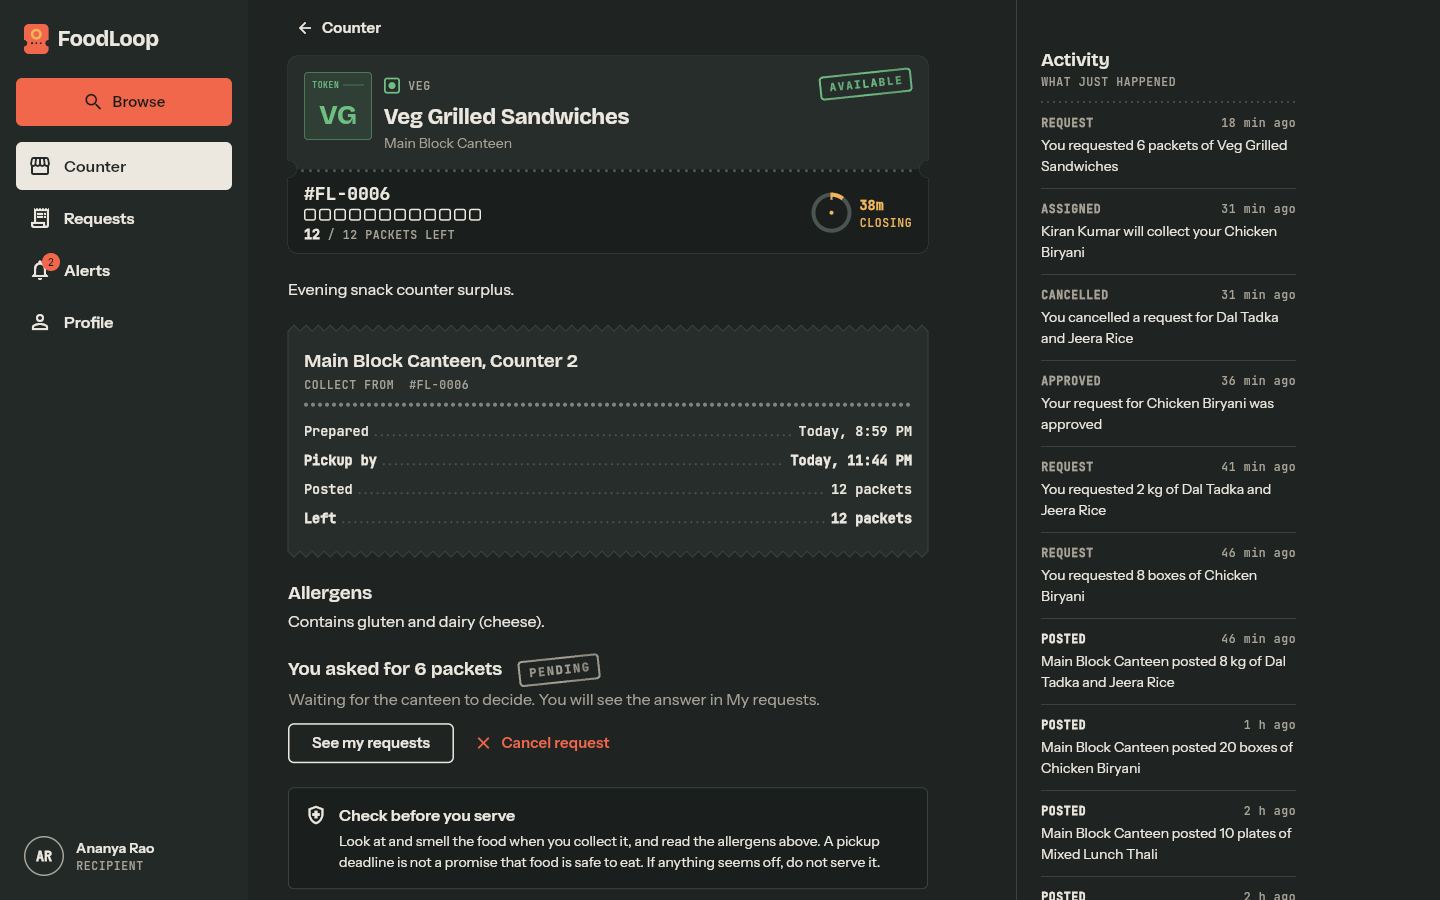 FoodLoop
Browse
Counter
Requests
2
Alerts
Profile
AR
Ananya Rao
RECIPIENT
Counter
TOKEN
VG
VEG
Veg Grilled Sandwiches
Main Block Canteen
AVAILABLE
#FL-0006
12 / 12 PACKETS LEFT
38m
CLOSING
Evening snack counter surplus.
Main Block Canteen, Counter 2
COLLECT FROM #FL-0006
Prepared Today, 8:59 PM
Pickup by Today, 11:44 PM
Posted 12 packets
Left 12 packets
Allergens
Contains gluten and dairy (cheese).
You asked for 6 packets PENDING
Waiting for the canteen to decide. You will see the answer in My requests.
See my requests
Cancel request
Check before you serve
Look at and smell the food when you collect it, and read the allergens above. A pickup
deadline is not a promise that food is safe to eat. If anything seems off, do not serve it.
Activity
WHAT JUST HAPPENED
REQUEST 18 min ago
You requested 6 packets of Veg Grilled
Sandwiches
ASSIGNED 31 min ago
Kiran Kumar will collect your Chicken
Biryani
CANCELLED 31 min ago
You cancelled a request for Dal Tadka
and Jeera Rice
APPROVED 36 min ago
Your request for Chicken Biryani was
approved
REQUEST 41 min ago
You requested 2 kg of Dal Tadka and
Jeera Rice
REQUEST 46 min ago
You requested 8 boxes of Chicken
Biryani
POSTED 46 min ago
Main Block Canteen posted 8 kg of Dal
Tadka and Jeera Rice
POSTED 1 h ago
Main Block Canteen posted 20 boxes of
Chicken Biryani
POSTED 2 h ago
Main Block Canteen posted 10 plates of
Mixed Lunch Thali
POSTED 2 h ago